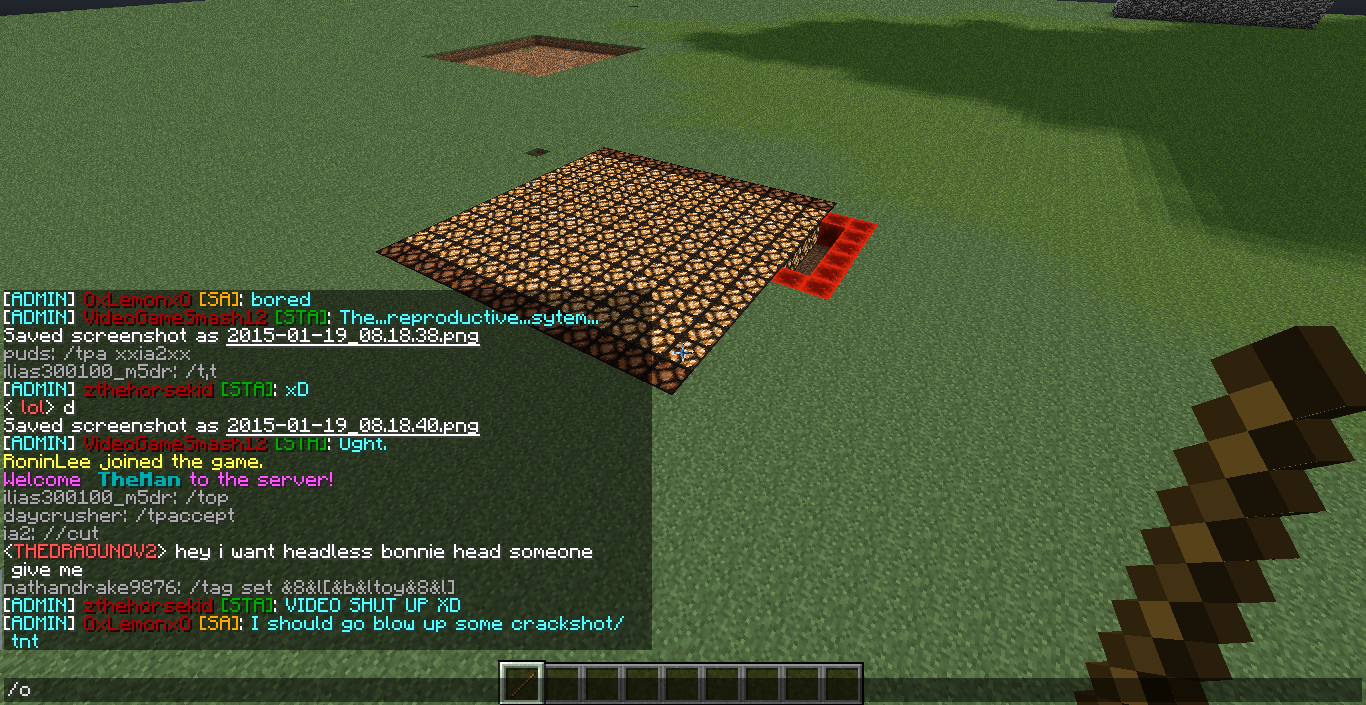 [ADMIN] 0xLemonx0 [SA]: bored
[ADMIN] VideoGameSmash12 [STA]: The...reproductive...sytem...
Saved screenshot as 2015-01-19_08.18.38.png
puds: /tpa xxia2xx
ilias300100_m5dr: /t,t
[ADMIN] zthehorsekid [STA]: xD
< lol> d
Saved screenshot as 2015-01-19_08.18.40.png
[ADMIN] VideoGameSmash12 [STA]: Ught.
RoninLee joined the game.
Welcome TheMan to the server!
ilias300100_m5dr: /top
daycrusher: /tpaccept
ia2: //cut
<THEDRAGUNOV2> hey i want headless bonnie head someone
give me
nathandrake9876: /tag set &8&l[&b&ltoy&8&l]
[ADMIN] zthehorsekid [STA]: VIDEO SHUT UP XD
[ADMIN] 0xLemonx0 [SA]: I should go blow up some crackshot/
tnt
/o